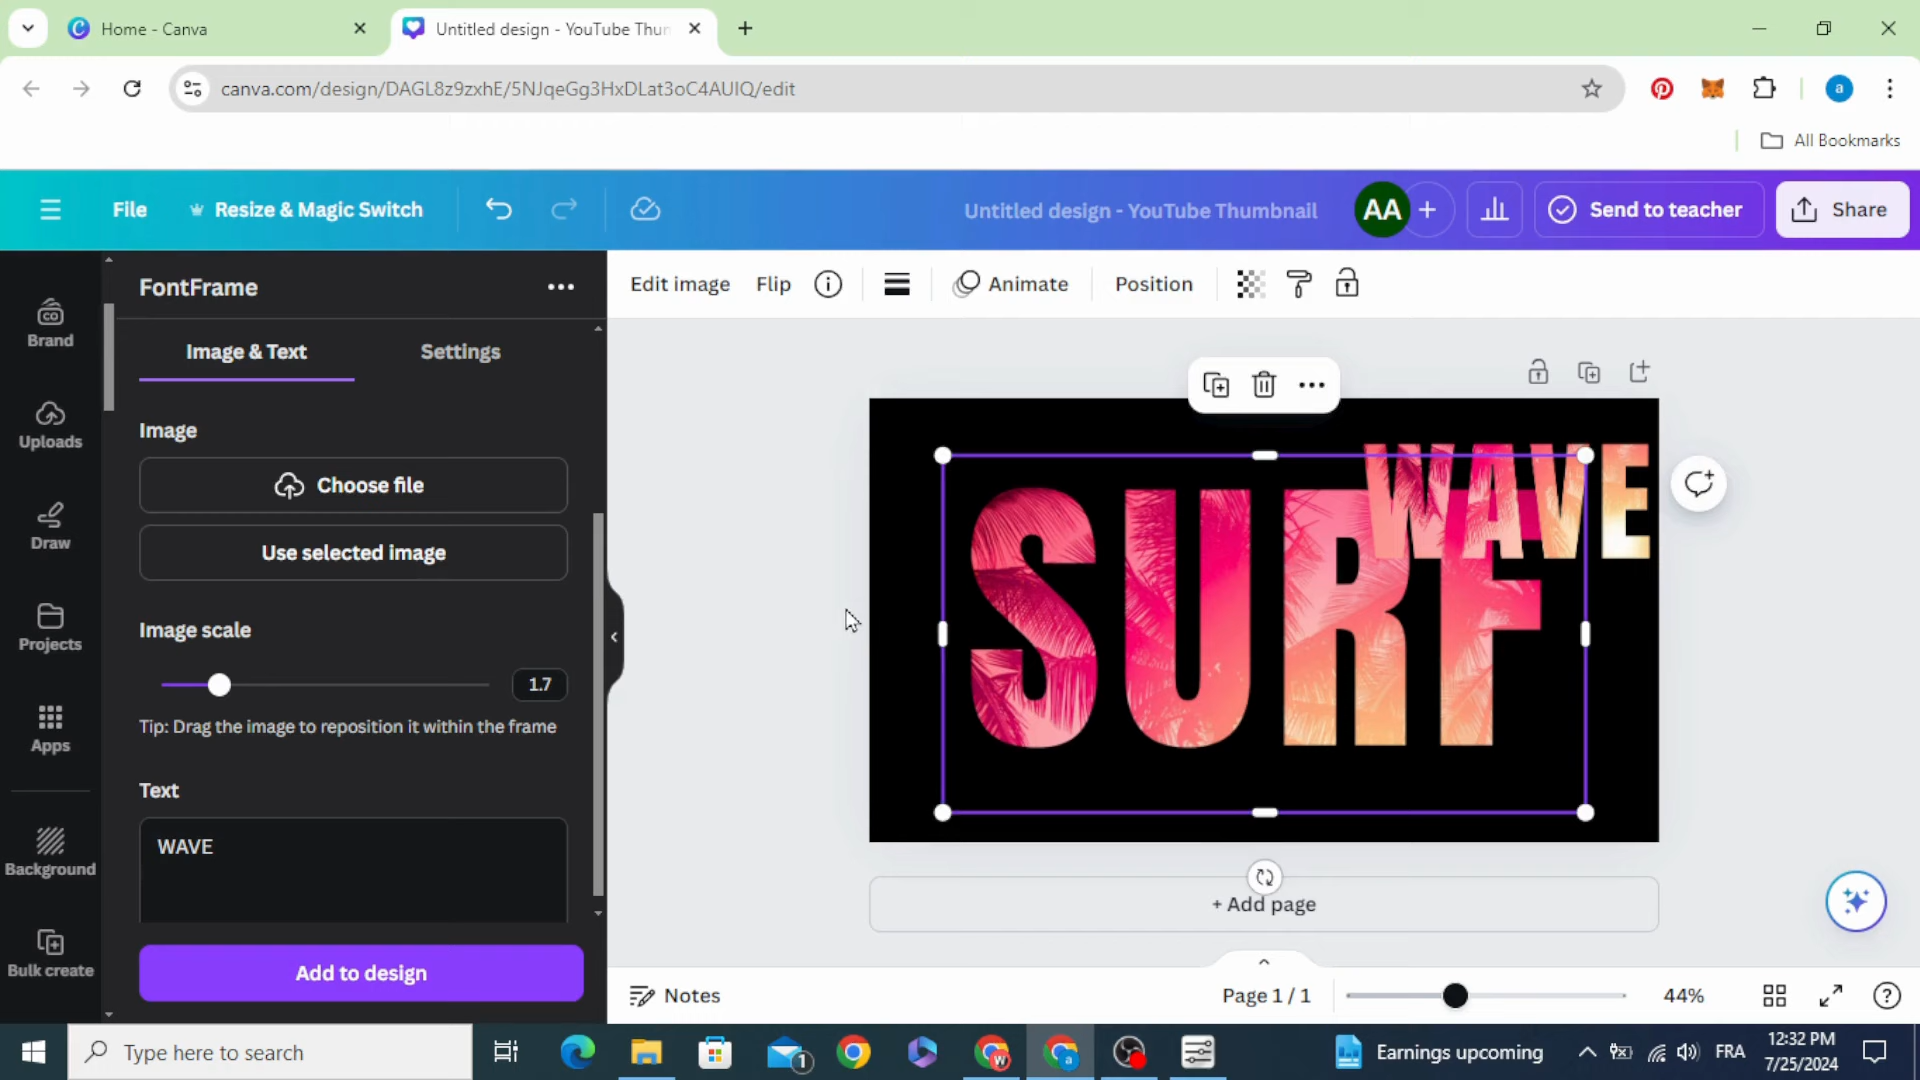 Home - Canva
Untitled design - YouTube Thun
canva.com/design/DAGL8z9zxhE/5NJqeGg3HxDLat3oC4AUIQ/edit
a
All Bookmarks
File
Resize & Magic Switch
Untitled design - YouTube Thumbnail
AA
Send to teacher
Share
FontFrame
Edit image
Flip
Animate
Position
Brand
Uploads
Draw
Projects
Apps
Background
Bulk create
Image & Text
Settings
Image
Choose file
Use selected image
Image scale
1.7
Tip: Drag the image to reposition it within the frame
Text
WAVE
Add to design
WAVE
SURF
+ Add page
Notes
Page 1 / 1
44%
Type here to search
1
Earnings upcoming
FRA
12:32 PM
7/25/2024